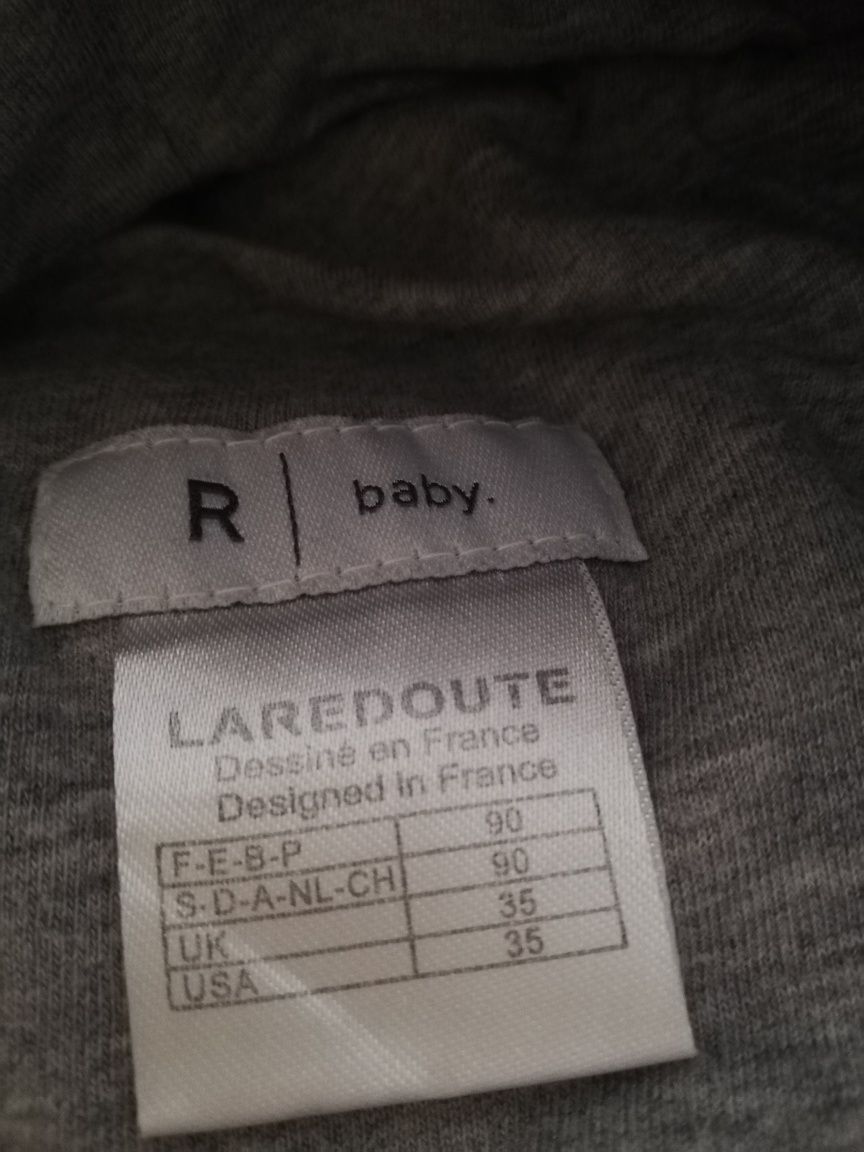 R | baby.
LAREDOUTE
Dessiné en France
Designed in France
F-E-B-P 90
S-D-A-NL-CH 90
UK 35
USA 35